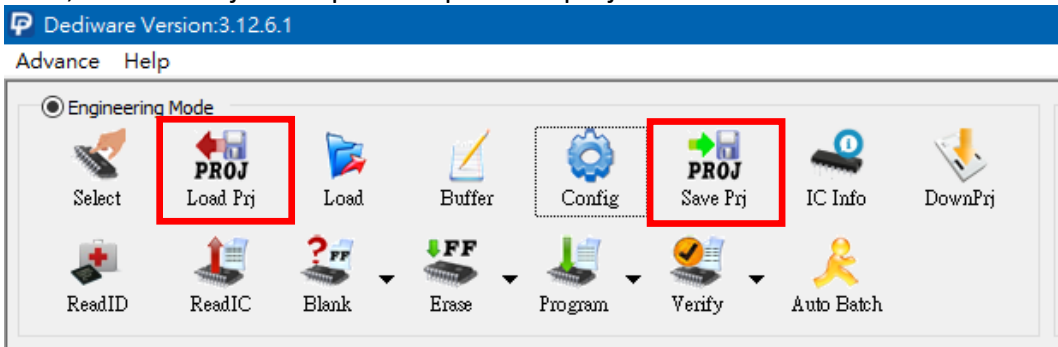 Dediware Version:3.12.6.1
Advance Help
Engineering Mode
PROJ PROJ
Select Load Prj Load Buffer Config Save Prj IC Info DownPrj
? FF FF
ReadID ReadIC Blank Erase Program Verify Auto Batch